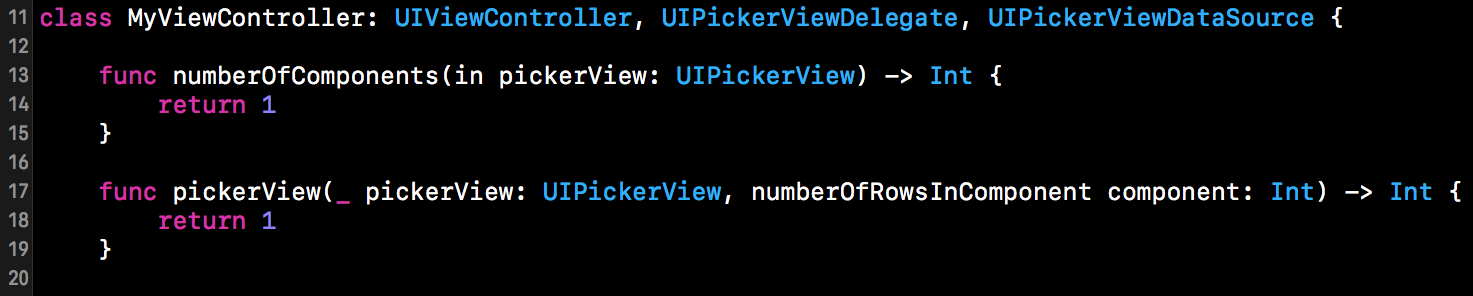 11 class MyViewController: UIViewController, UIPickerViewDelegate, UIPickerViewDataSource {
12
13     func numberOfComponents(in pickerView: UIPickerView) -> Int {
14         return 1
15     }
16
17     func pickerView(_ pickerView: UIPickerView, numberOfRowsInComponent component: Int) -> Int {
18         return 1
19     }
20